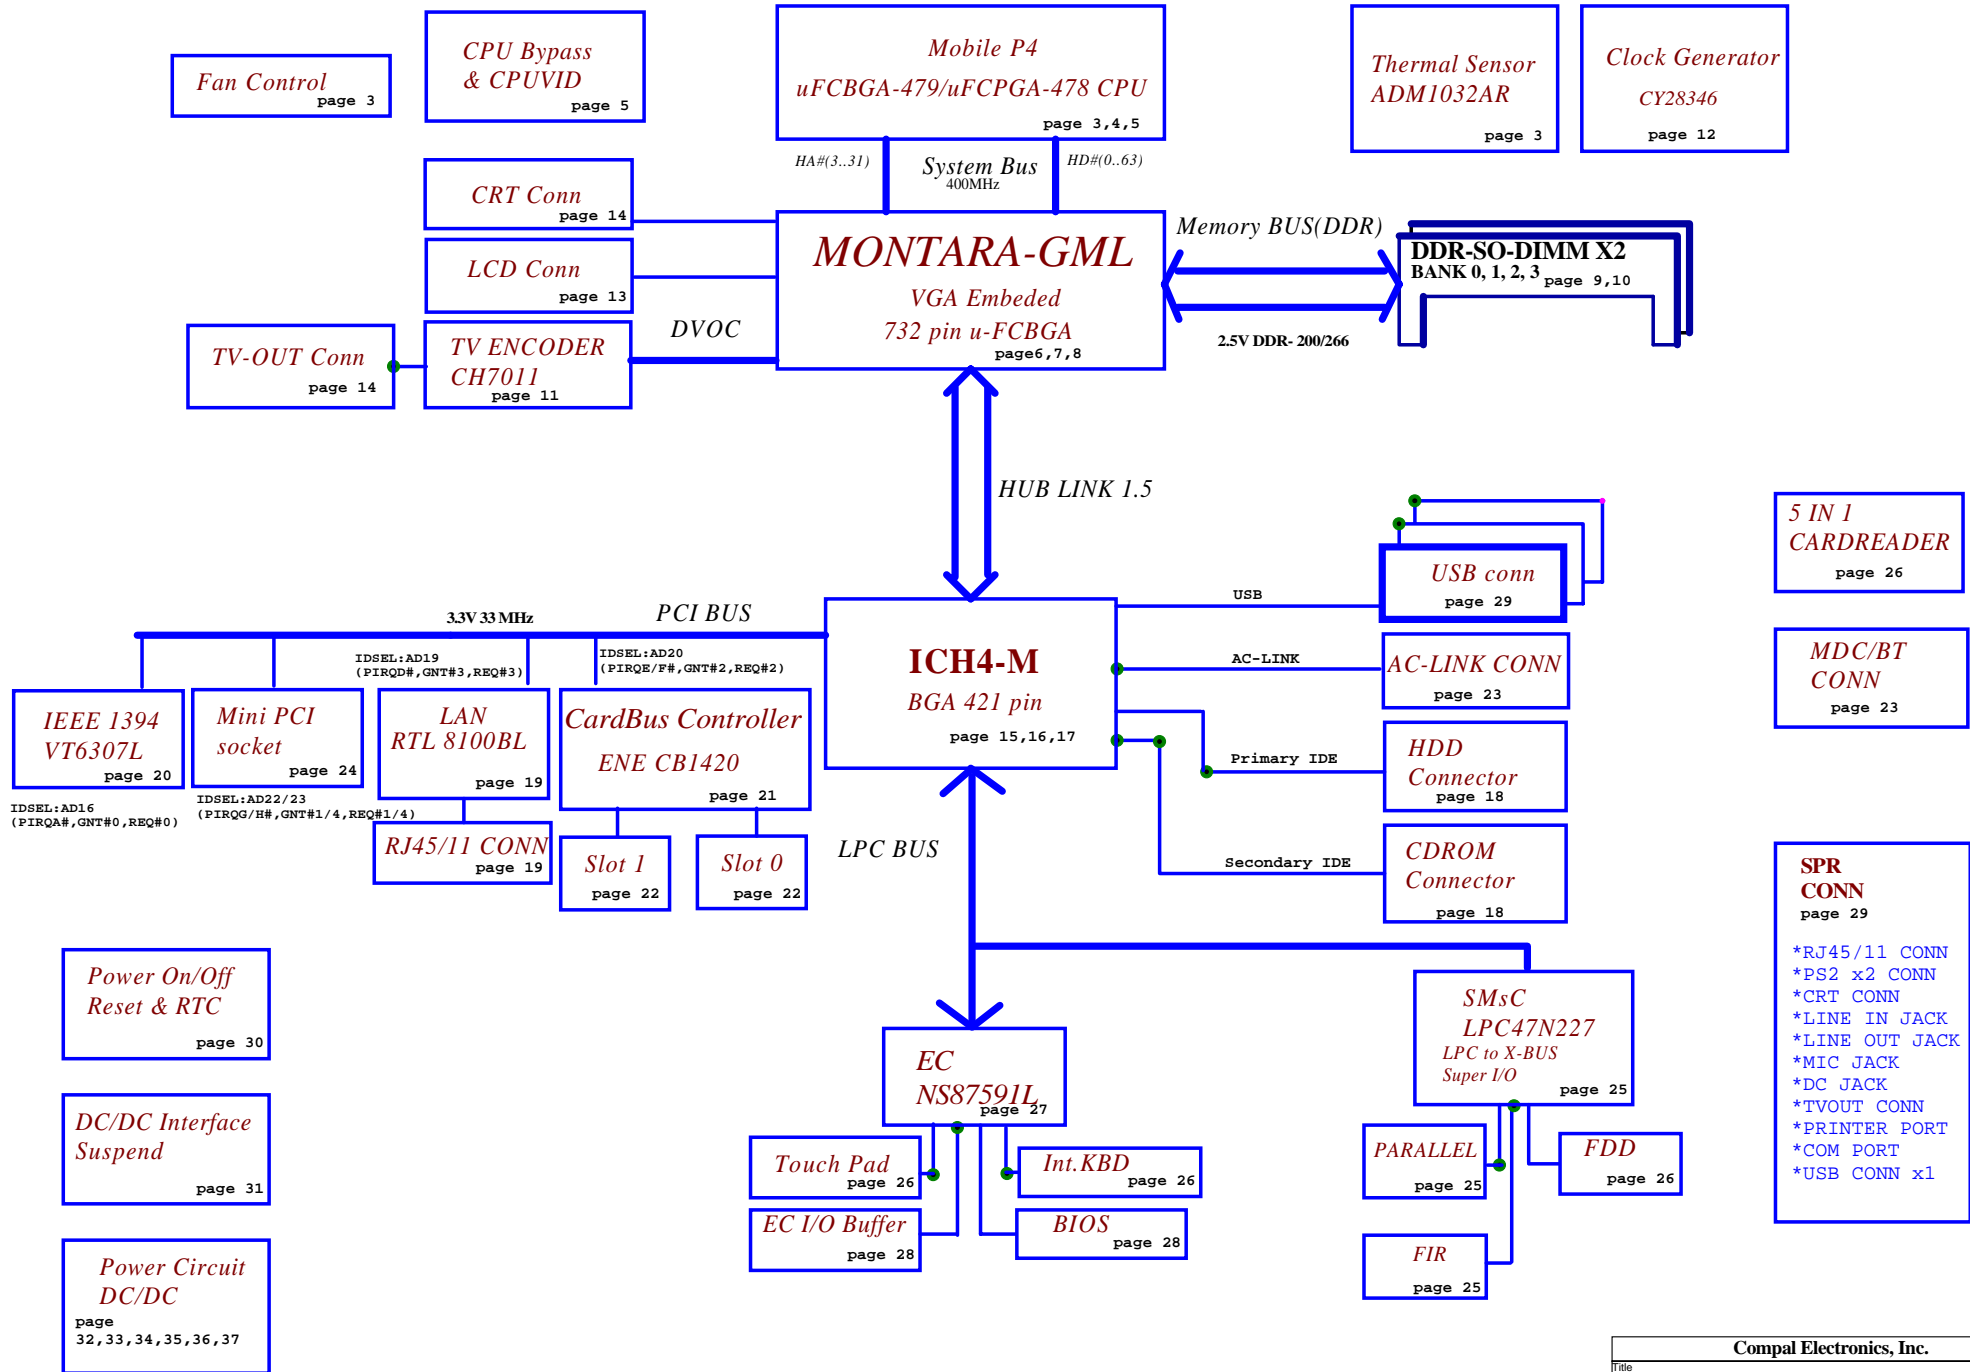 Fan Control
page 3
CPU Bypass
& CPUVID
page 5
Mobile P4
uFCBGA-479/uFCPGA-478 CPU
page 3,4,5
Thermal Sensor
ADM1032AR
page 3
Clock Generator
CY28346
page 12
HA#(3..31)
System Bus
400MHz
HD#(0..63)
CRT Conn
page 14
LCD Conn
page 13
TV-OUT Conn
page 14
TV ENCODER
CH7011
page 11
DVOC
MONTARA-GML
VGA Embeded
732 pin u-FCBGA
page6,7,8
Memory BUS(DDR)
2.5V DDR- 200/266
DDR-SO-DIMM X2
BANK 0, 1, 2, 3
page 9,10
HUB LINK 1.5
USB conn
page 29
5 IN 1
CARDREADER
page 26
USB
3.3V 33 MHz
PCI BUS
ICH4-M
BGA 421 pin
page 15,16,17
AC-LINK
AC-LINK CONN
page 23
MDC/BT
CONN
page 23
IDSEL:AD19
(PIRQD#,GNT#3,REQ#3)
IDSEL:AD20
(PIRQE/F#,GNT#2,REQ#2)
IEEE 1394
VT6307L
page 20
IDSEL:AD16
(PIRQA#,GNT#0,REQ#0)
Mini PCI
socket
page 24
IDSEL:AD22/23
(PIRQG/H#,GNT#1/4,REQ#1/4)
LAN
RTL 8100BL
page 19
RJ45/11 CONN
page 19
CardBus Controller
ENE CB1420
page 21
Slot 1
page 22
Slot 0
page 22
Primary IDE
HDD
Connector
page 18
Secondary IDE
CDROM
Connector
page 18
LPC BUS
SPR
CONN
page 29
*RJ45/11 CONN
*PS2 x2 CONN
*CRT CONN
*LINE IN JACK
*LINE OUT JACK
*MIC JACK
*DC JACK
*TVOUT CONN
*PRINTER PORT
*COM PORT
*USB CONN x1
Power On/Off
Reset & RTC
page 30
DC/DC Interface
Suspend
page 31
Power Circuit
DC/DC
page
32,33,34,35,36,37
EC
NS87591L
page 27
SMsC
LPC47N227
LPC to X-BUS
Super I/O
page 25
Touch Pad
page 26
Int.KBD
page 26
EC I/O Buffer
page 28
BIOS
page 28
PARALLEL
page 25
FDD
page 26
FIR
page 25
Compal Electronics, Inc.
Title